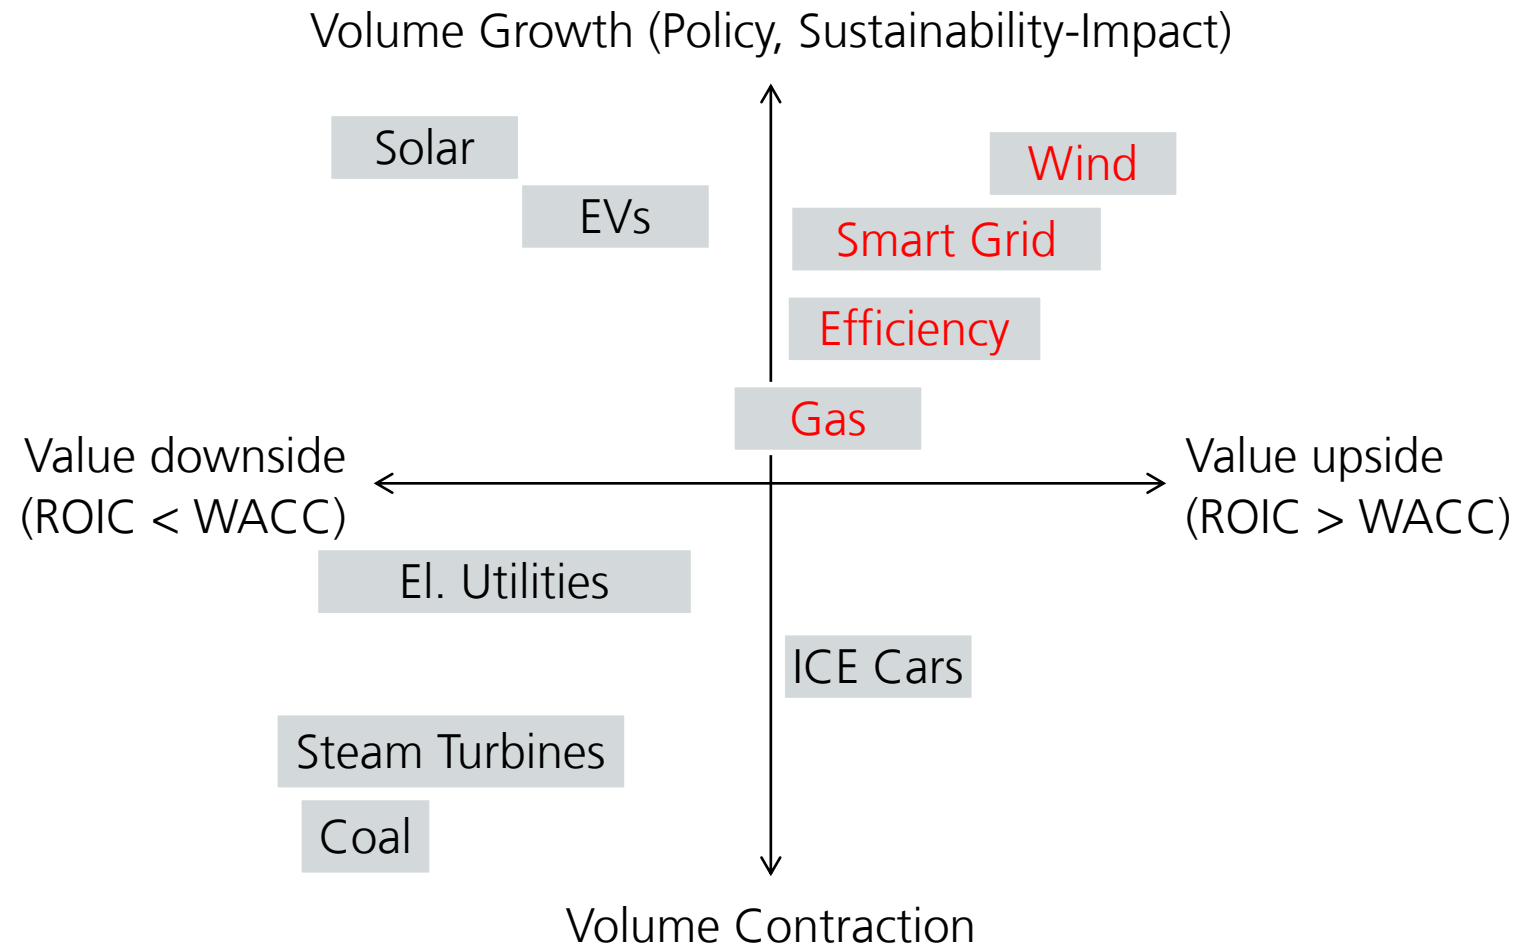 Volume Growth (Policy, Sustainability-Impact)
Solar
Wind
EVs
Smart Grid
Efficiency
Gas
Value downside
(ROIC < WACC)
Value upside
(ROIC > WACC)
El. Utilities
ICE Cars
Steam Turbines
Coal
Volume Contraction